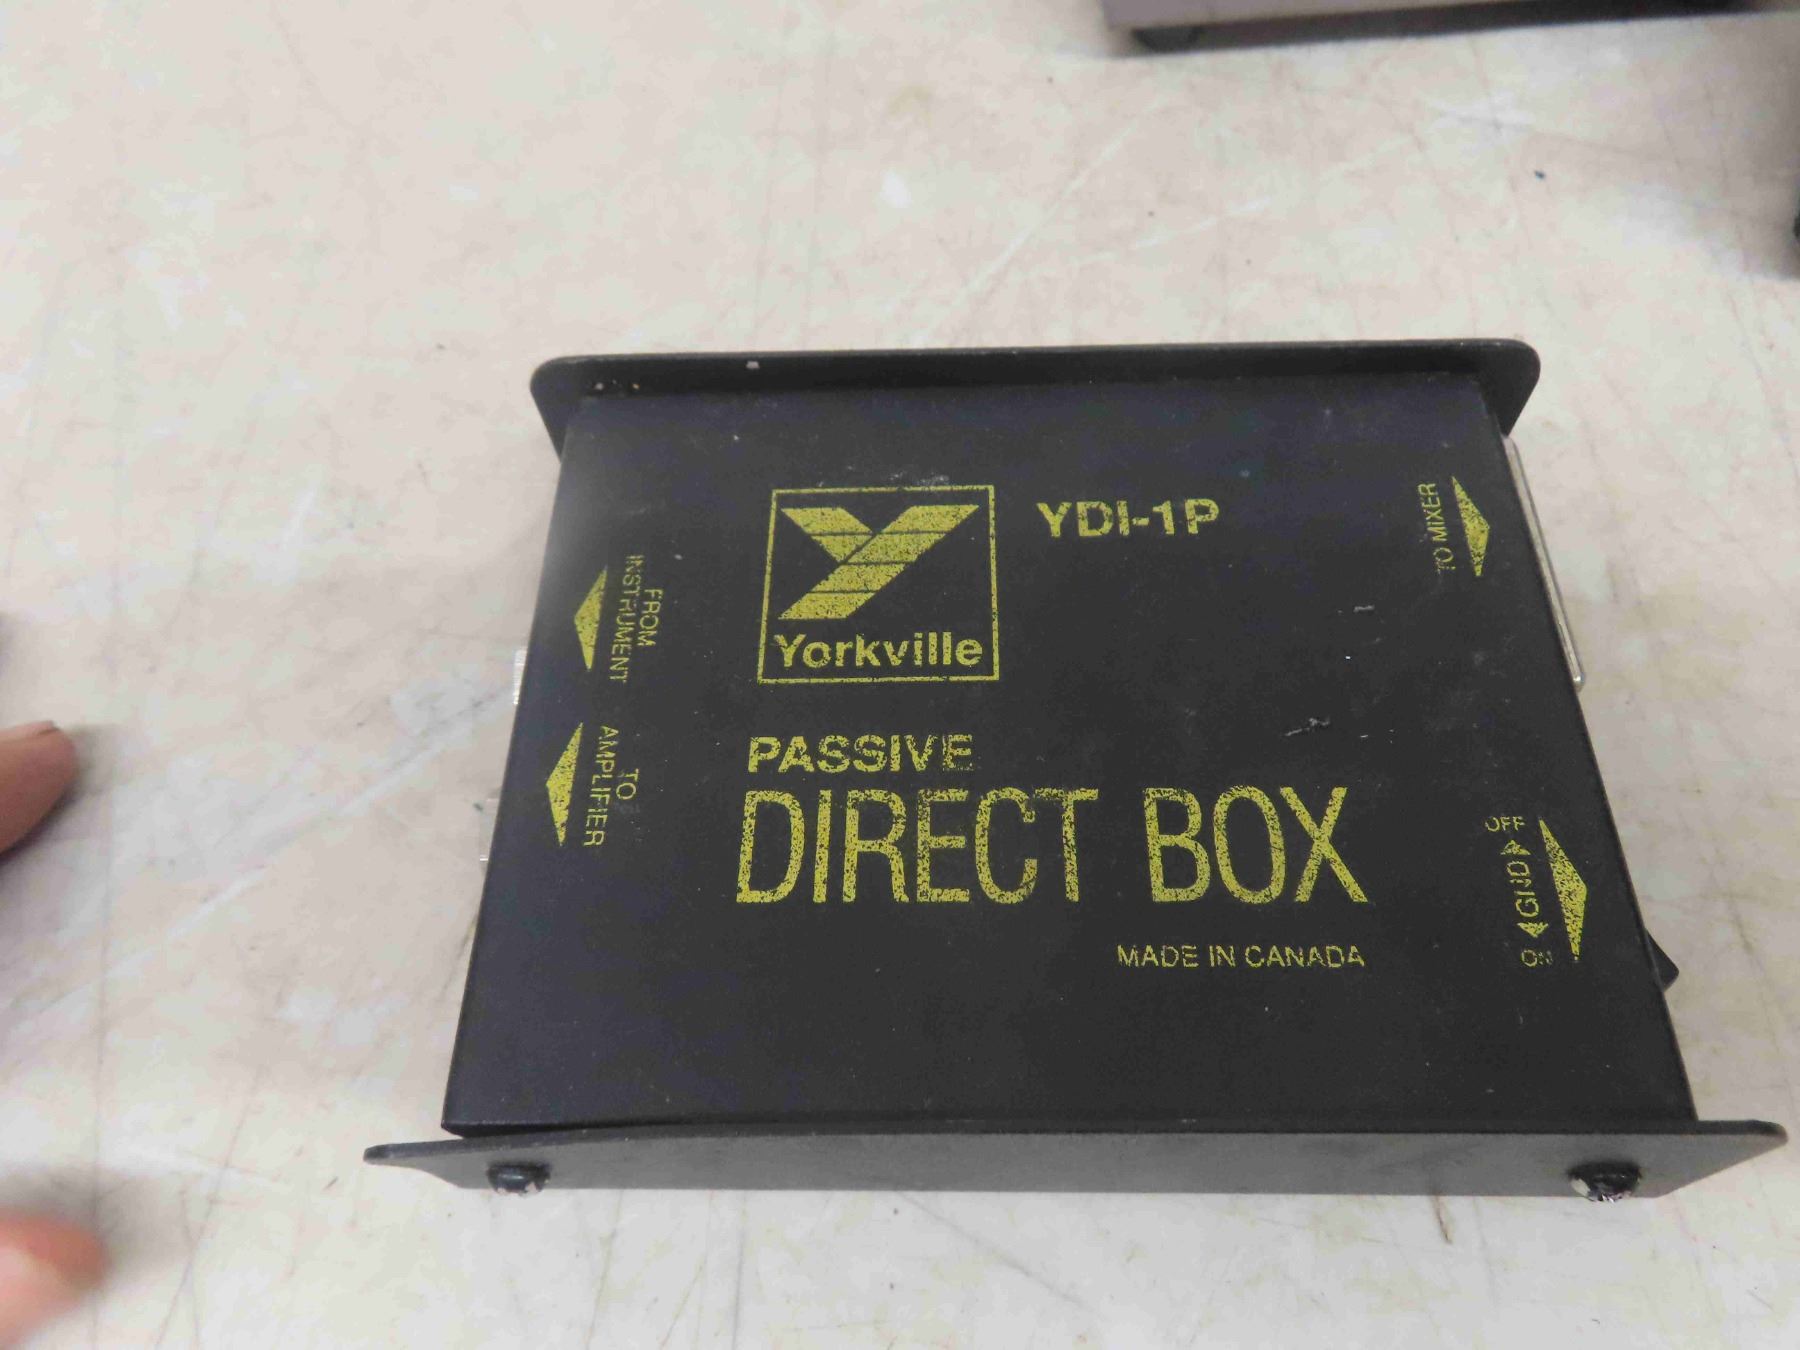 YDI-1P
Yorkville
PASSIVE
DIRECT BOX
MADE IN CANADA
FROM
INSTRUMENT
TO
AMPLIFIER
TO MIXER
OFF
GND
ON